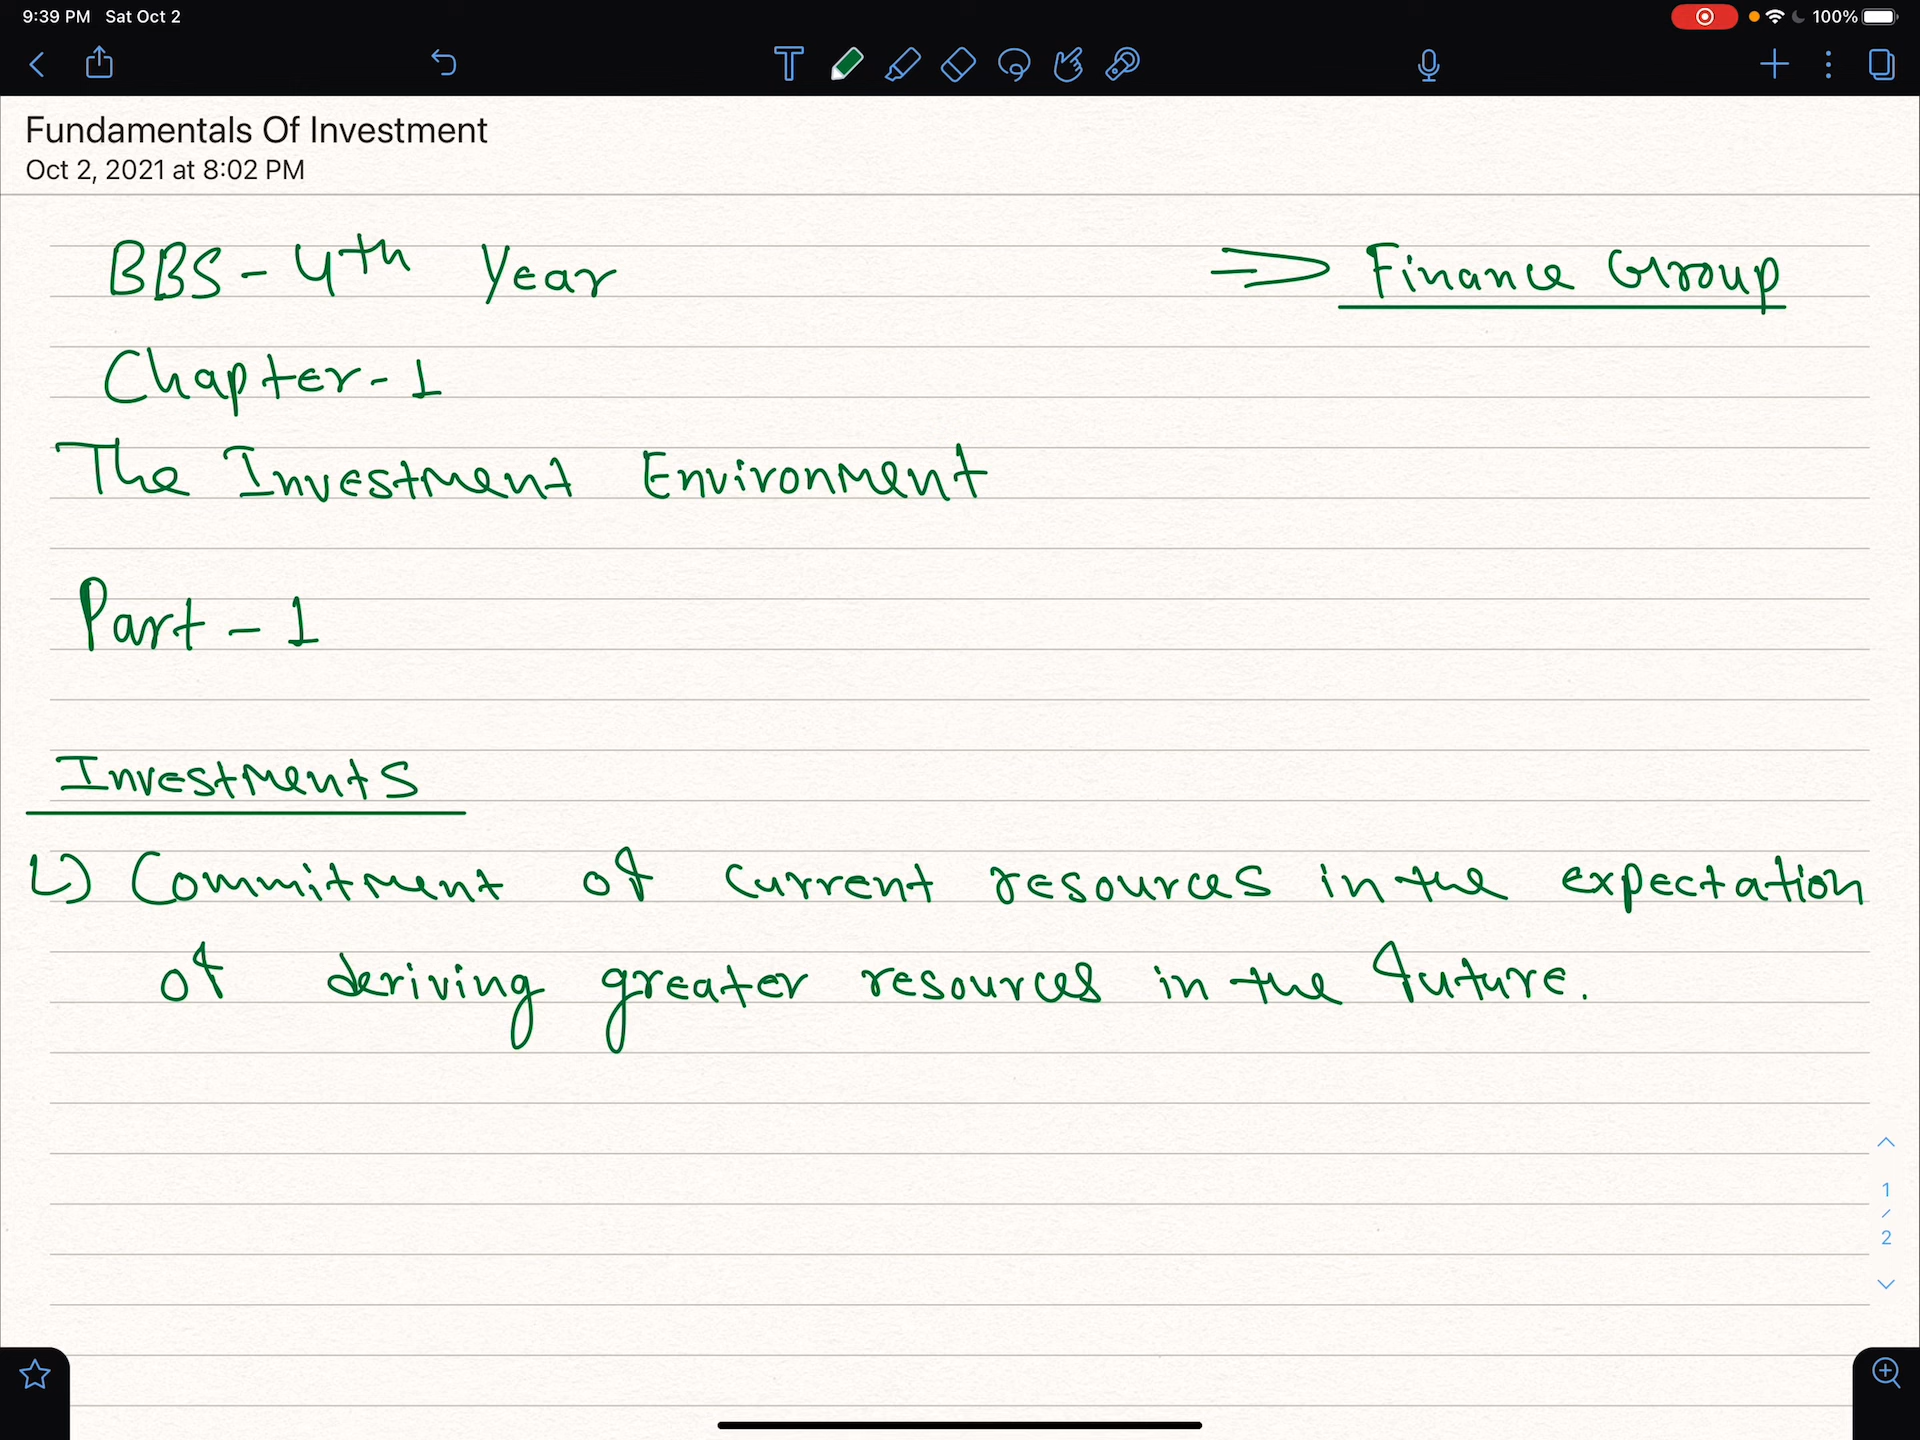 9:39 PM Sat Oct 2
100%
Fundamentals Of Investment
Oct 2, 2021 at 8:02 PM
BBS - 4th Year ⇒ Finance Group
Chapter - 1
The Investment Environment
Part - 1
Investments
↳ Commitment of current resources in the expectation
of deriving greater resources in the future.
1
/
2